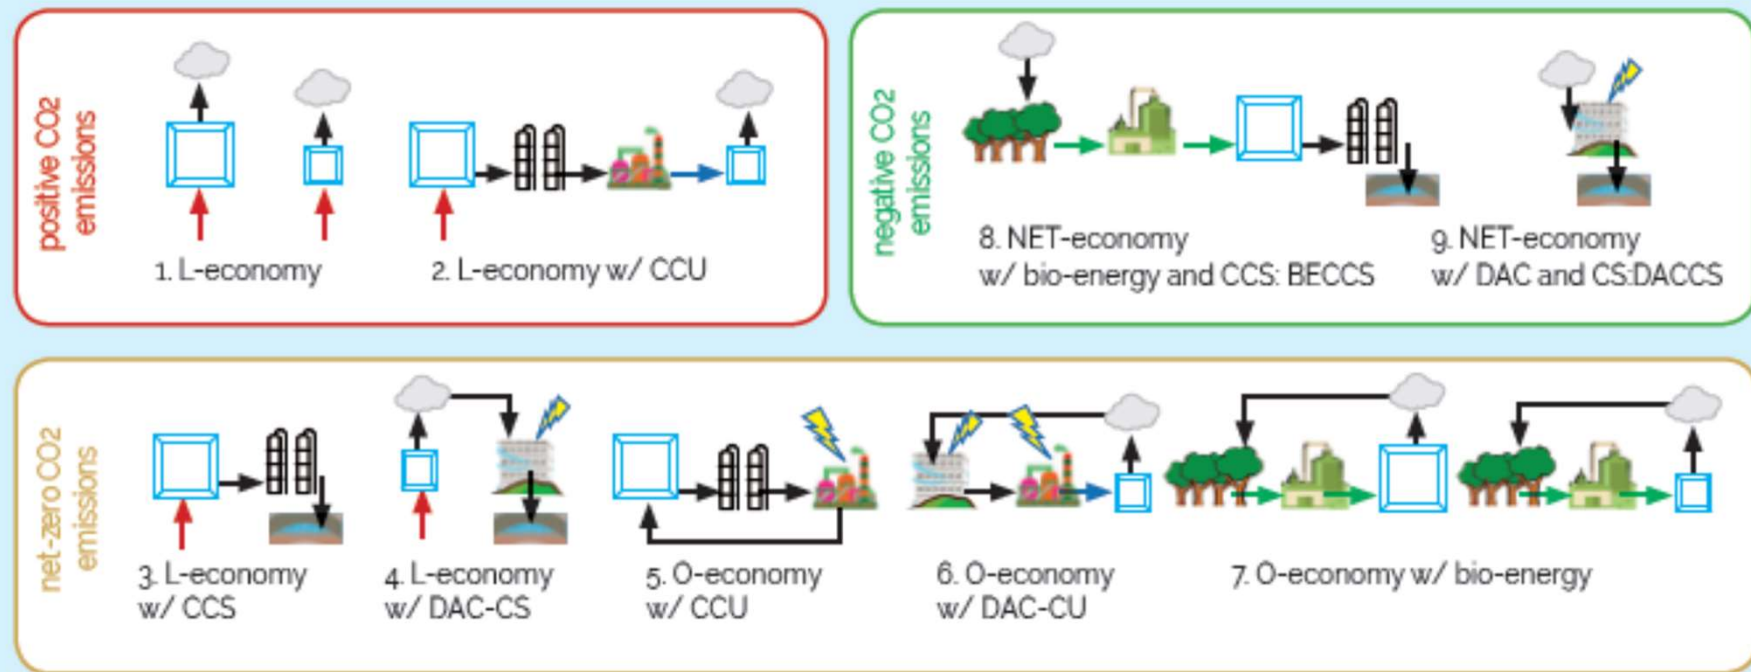 positive CO2
emissions
1. L-economy
2. L-economy w/ CCU
negative CO2
emissions
8. NET-economy
w/ bio-energy and CCS: BECCS
9. NET-economy
w/ DAC and CS:DACCS
net-zero CO2
emissions
3. L-economy
w/ CCS
4. L-economy
w/ DAC-CS
5. O-economy
w/ CCU
6. O-economy
w/ DAC-CU
7. O-economy w/ bio-energy